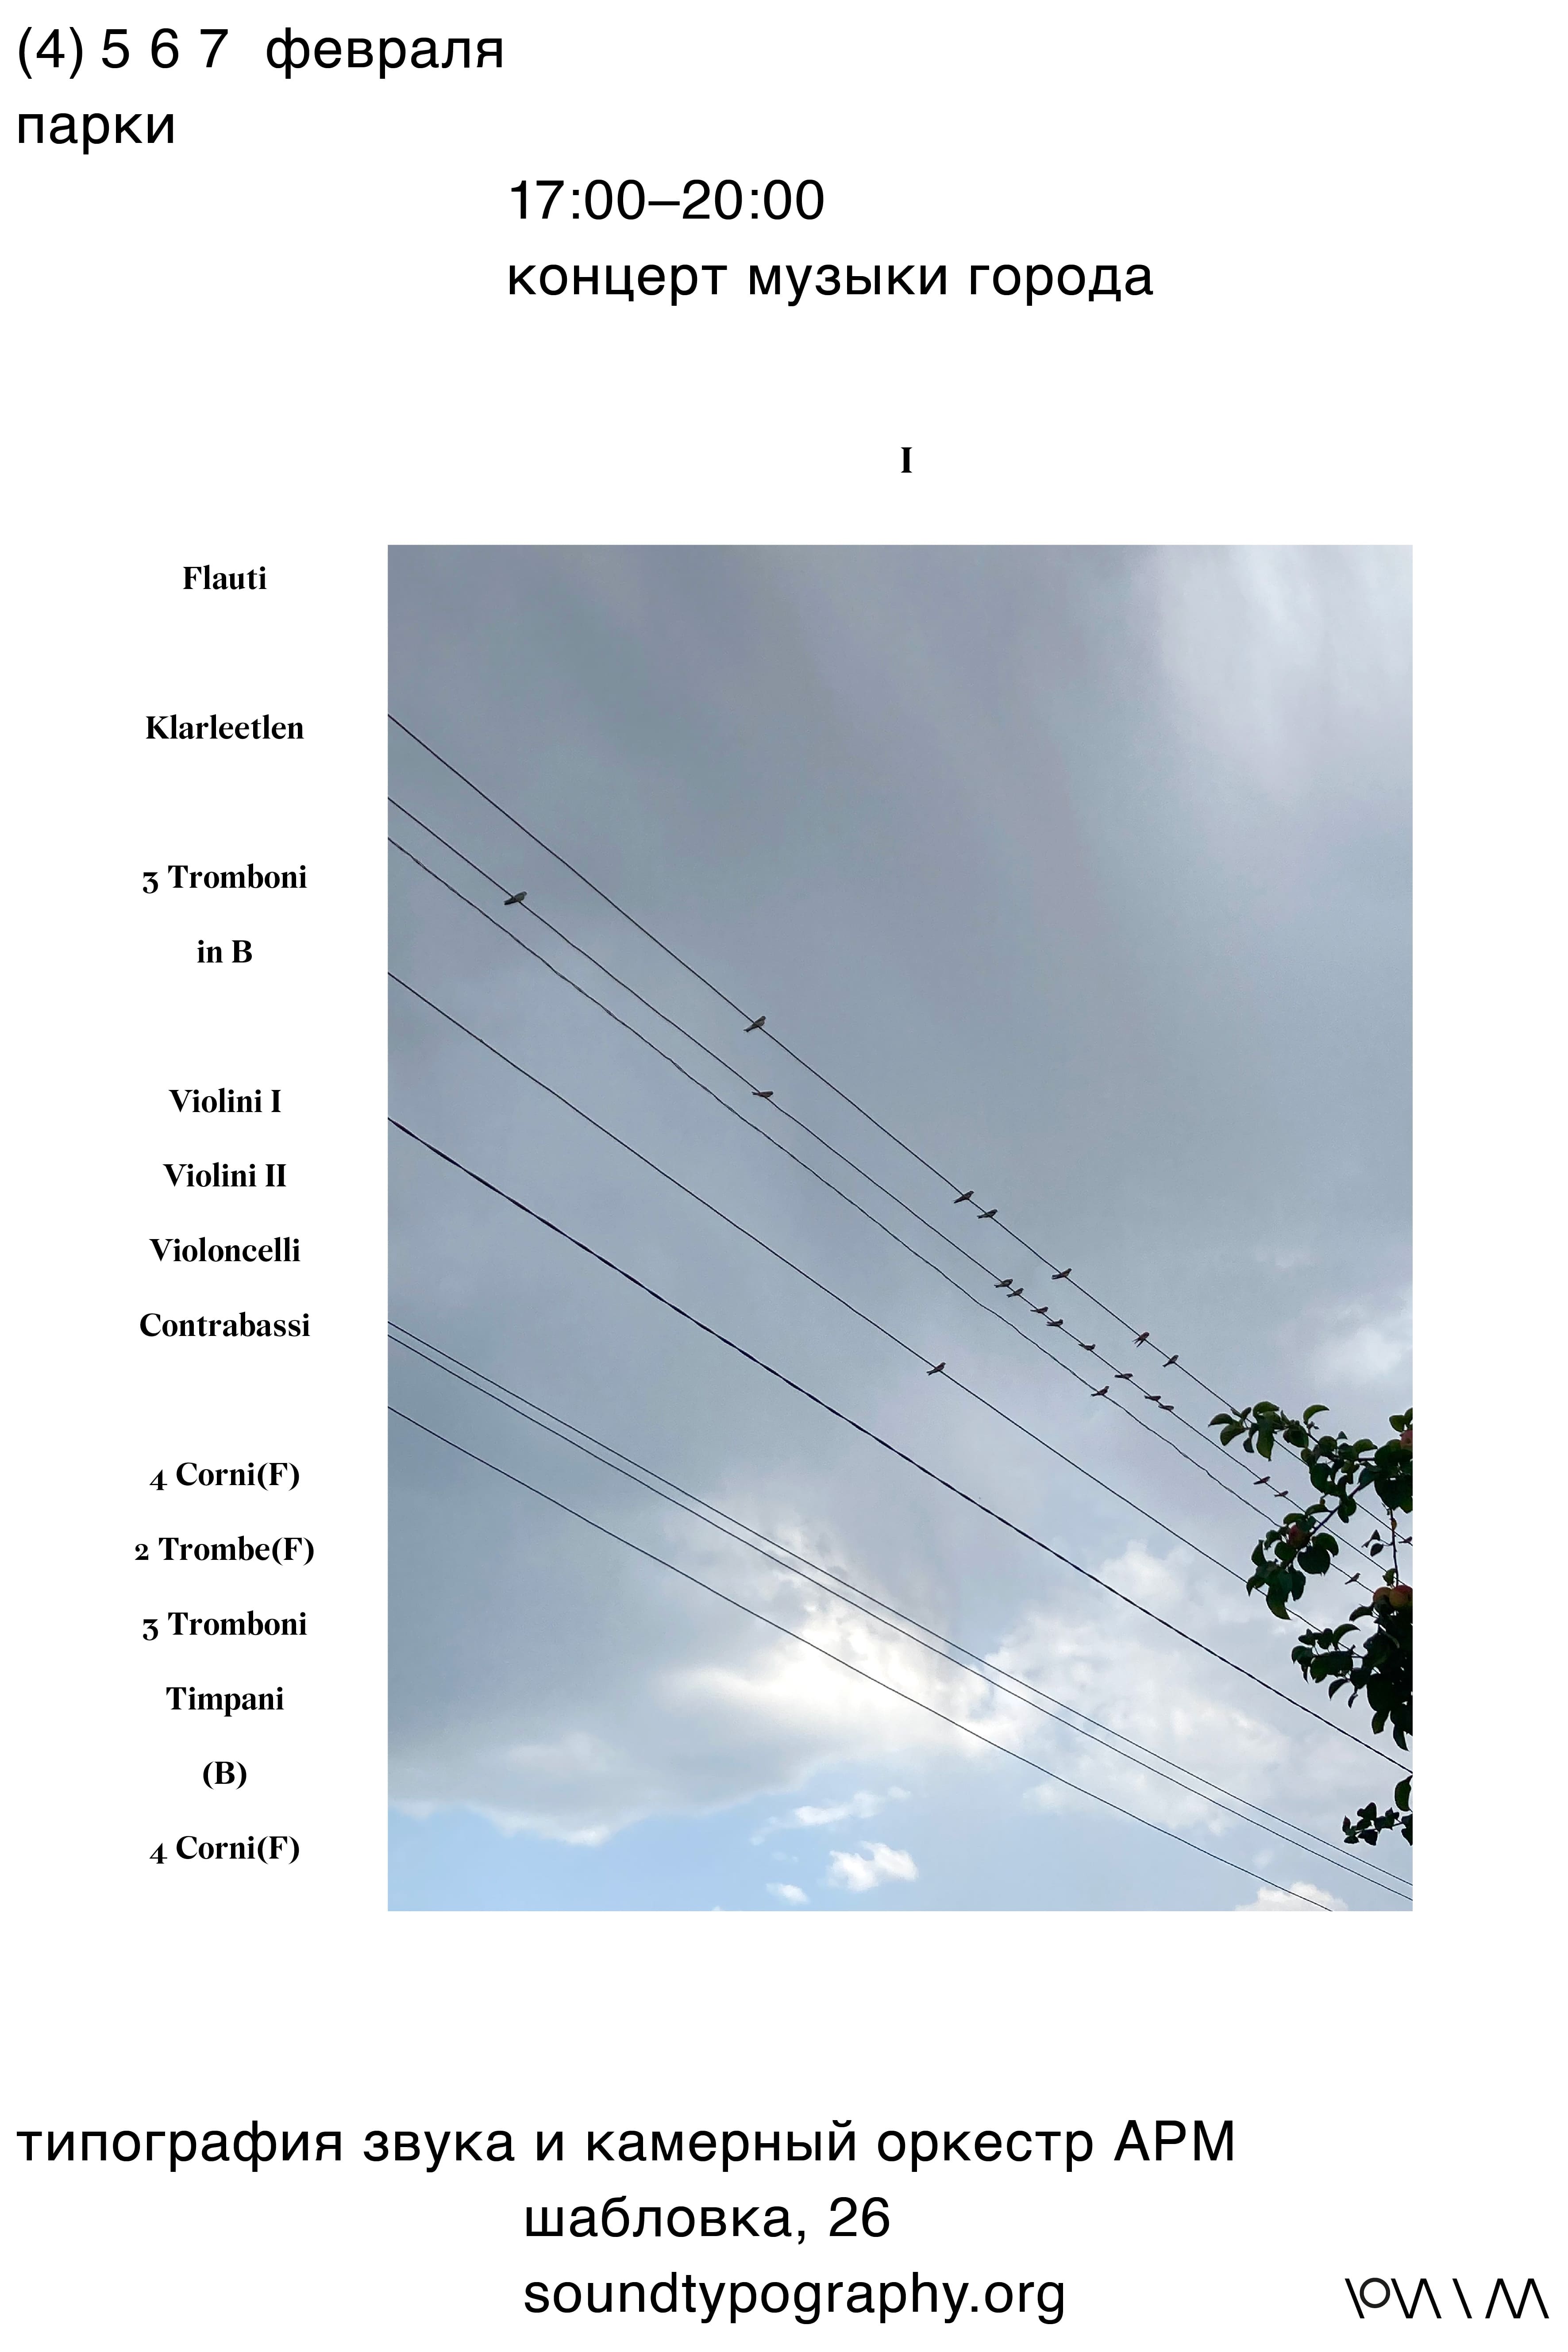 (4) 5 6 7 февраля
парки
17:00–20:00
концерт музыки города
I
Flauti
Klarleetlen
3 Tromboni
in B
Violini I
Violini II
Violoncelli
Contrabassi
4 Corni(F)
2 Trombe(F)
3 Tromboni
Timpani
(B)
4 Corni(F)
типография звука и камерный оркестр АРМ
шабловка, 26
soundtypography.org